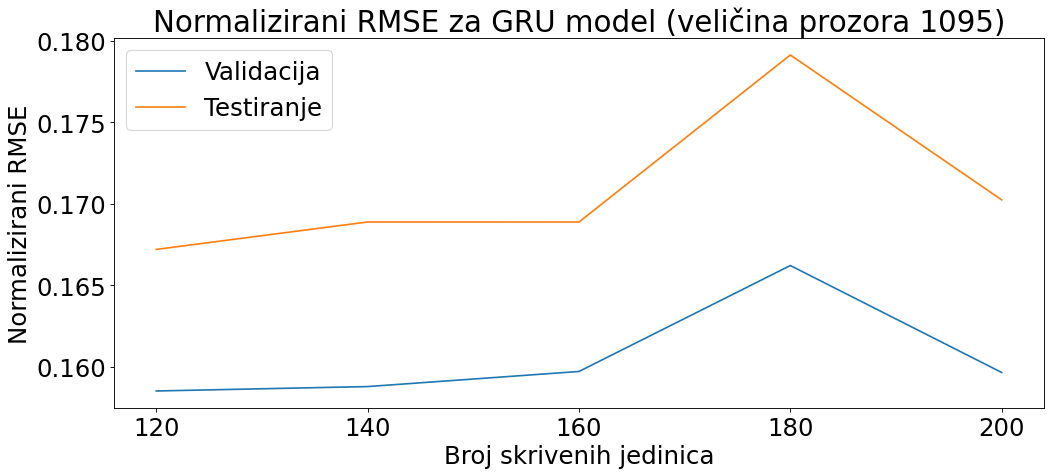 Normalizirani RMSE za GRU model (veličina prozora 1095)
Validacija
Testiranje
Normalizirani RMSE
0.180
0.175
0.170
0.165
0.160
120 140 160 180 200
Broj skrivenih jedinica